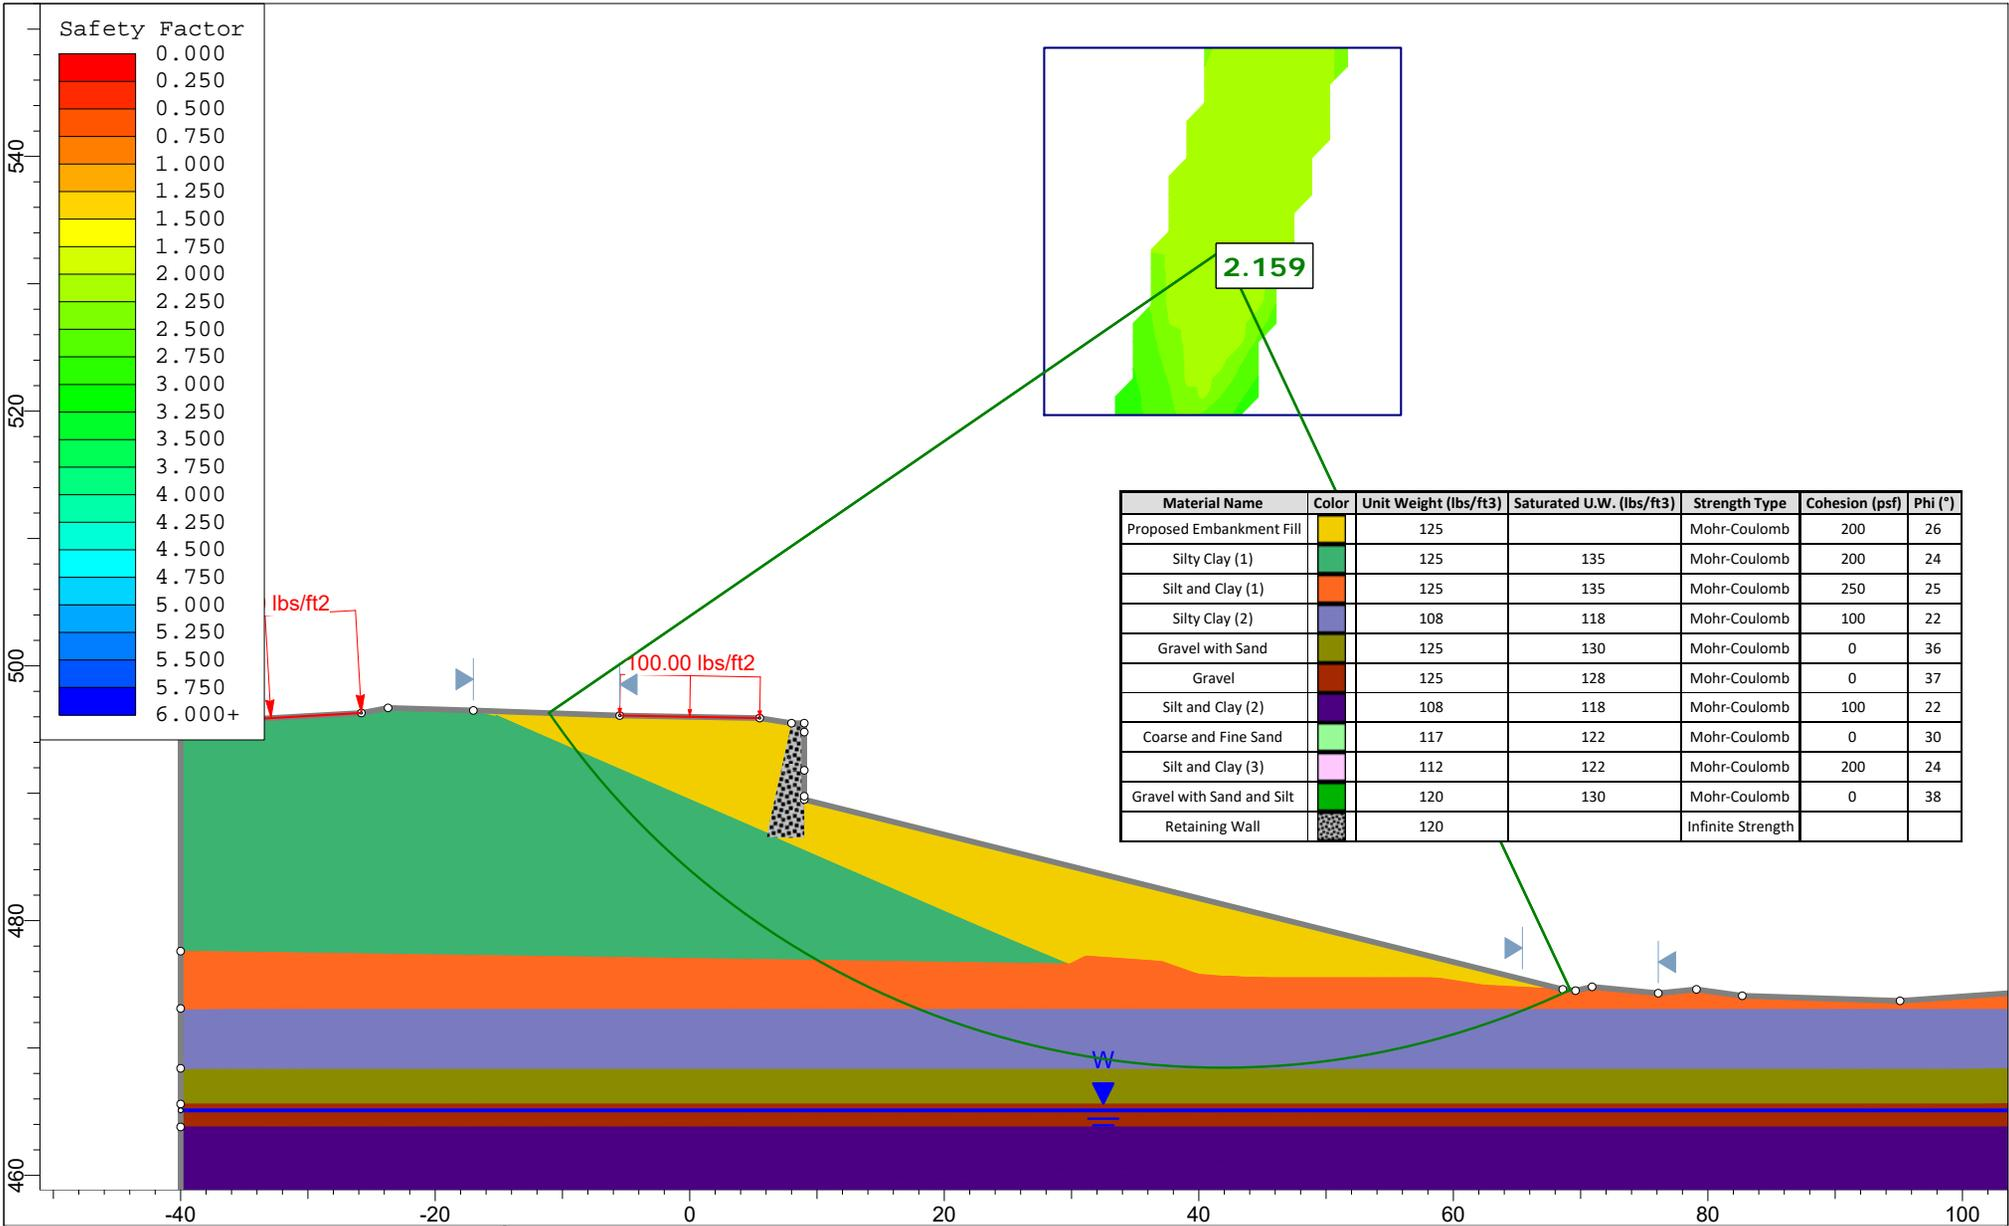 Safety Factor
0.000
0.250
0.500
0.750
1.000
1.250
1.500
1.750
2.000
2.250
2.500
2.750
3.000
3.250
3.500
3.750
4.000
4.250
4.500
4.750
5.000
5.250
5.500
5.750
6.000+
540
520
500
480
460
2.159
lbs/ft2
100.00 lbs/ft2
Material Name Color Unit Weight (lbs/ft3) Saturated U.W. (lbs/ft3) Strength Type Cohesion (psf) Phi (°)
Proposed Embankment Fill 125 Mohr-Coulomb 200 26
Silty Clay (1) 125 135 Mohr-Coulomb 200 24
Silt and Clay (1) 125 135 Mohr-Coulomb 250 25
Silty Clay (2) 108 118 Mohr-Coulomb 100 22
Gravel with Sand 125 130 Mohr-Coulomb 0 36
Gravel 125 128 Mohr-Coulomb 0 37
Silt and Clay (2) 108 118 Mohr-Coulomb 100 22
Coarse and Fine Sand 117 122 Mohr-Coulomb 0 30
Silt and Clay (3) 112 122 Mohr-Coulomb 200 24
Gravel with Sand and Silt 120 130 Mohr-Coulomb 0 38
Retaining Wall 120 Infinite Strength
W
-40 -20 0 20 40 60 80 100